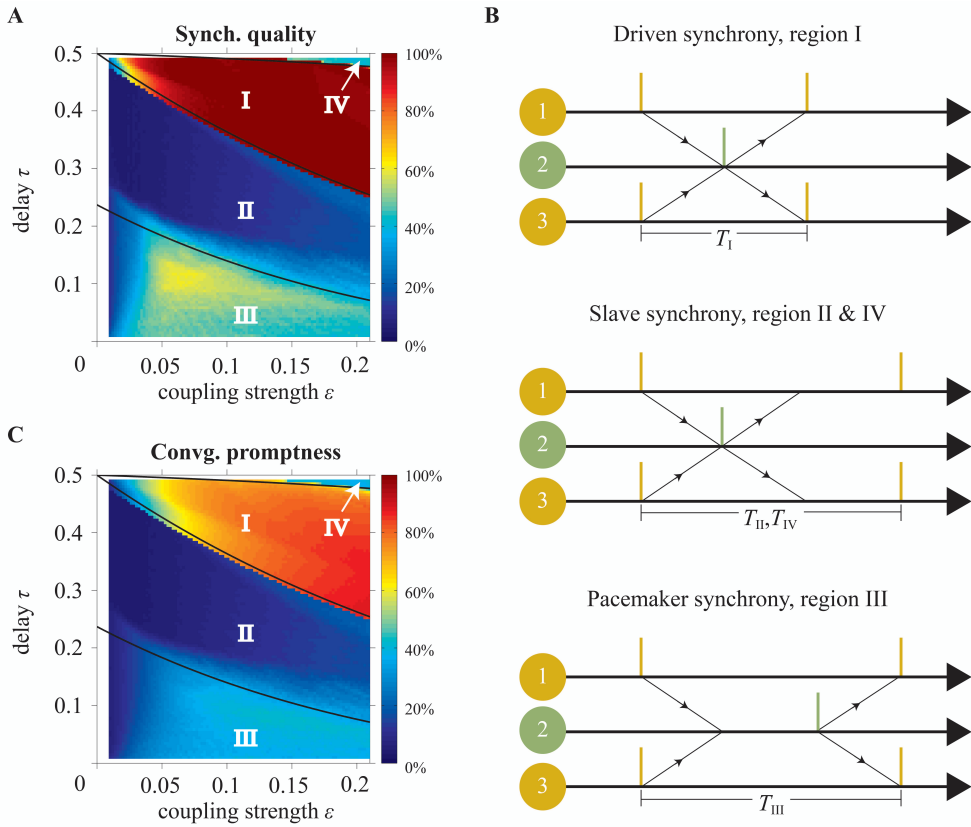 A
Synch. quality
0.5
0.4
0.3
0.2
0.1
0
delay τ
I
II
III
IV
0.05
0.1
0.15
0.2
coupling strength ε
100%
80%
60%
40%
20%
0%
B
Driven synchrony, region I
1
2
3
T_I
Slave synchrony, region II & IV
1
2
3
T_II,T_IV
Pacemaker synchrony, region III
1
2
3
T_III
C
Convg. promptness
0.5
0.4
0.3
0.2
0.1
0
delay τ
I
II
III
IV
0.05
0.1
0.15
0.2
coupling strength ε
100%
80%
60%
40%
20%
0%